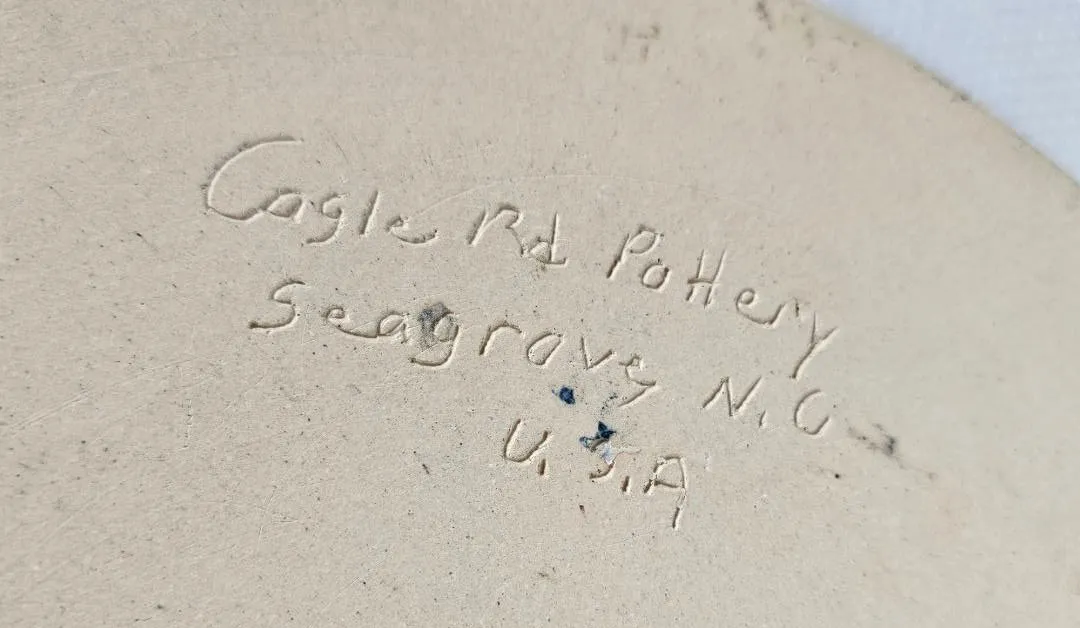 Cagle Rd Pottery
Seagrove, N.C
U.S.A